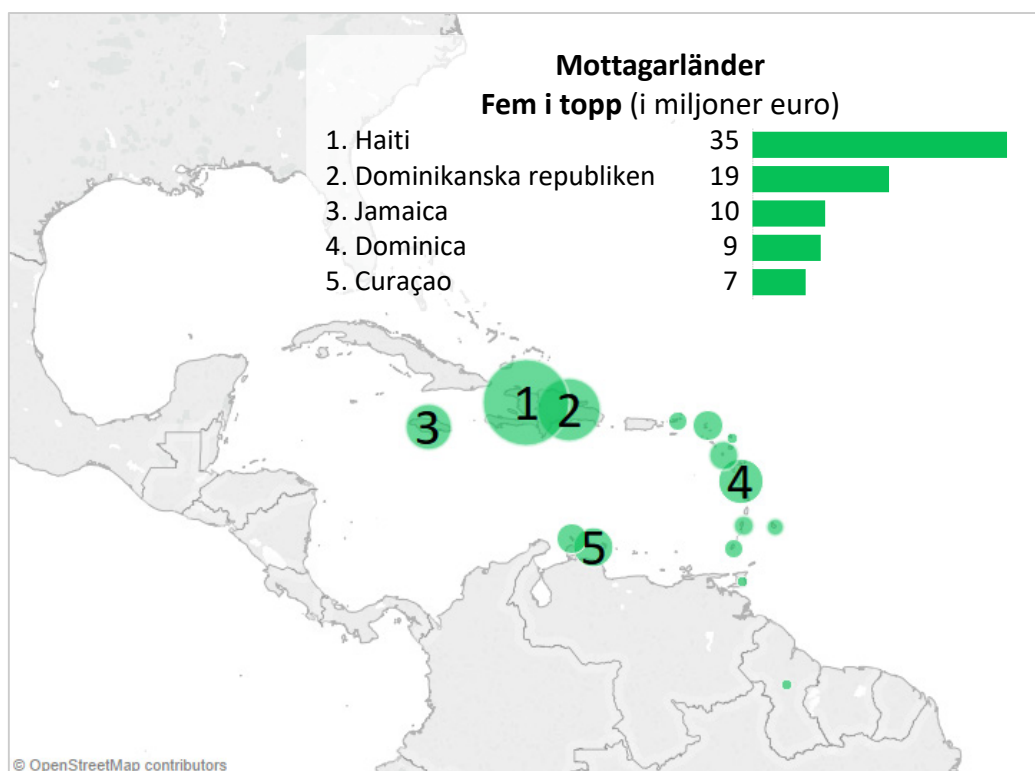 Mottagarländer
Fem i topp (i miljoner euro)
1. Haiti 35
2. Dominikanska republiken 19
3. Jamaica 10
4. Dominica 9
5. Curaçao 7
1
2
3
4
5
© OpenStreetMap contributors